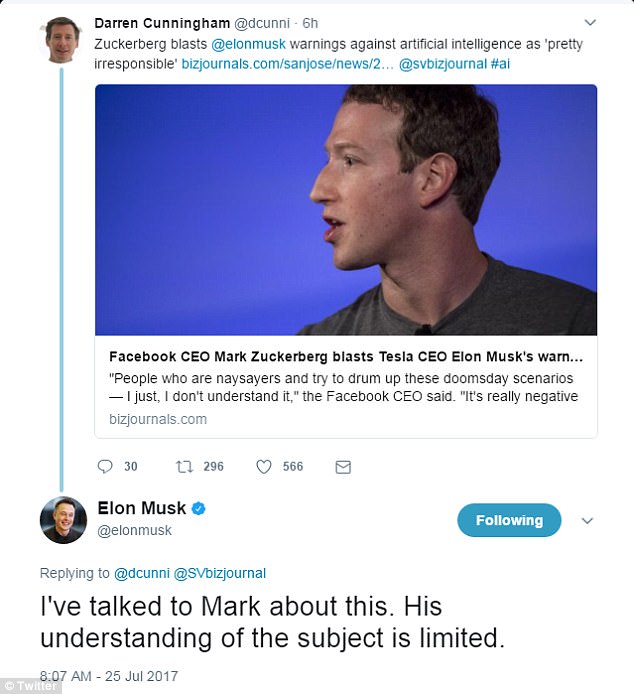 Darren Cunningham @dcunni · 6h
Zuckerberg blasts @elonmusk warnings against artificial intelligence as 'pretty
irresponsible' bizjournals.com/sanjose/news/2... @svbizjournal #ai
Facebook CEO Mark Zuckerberg blasts Tesla CEO Elon Musk's warn...
"People who are naysayers and try to drum up these doomsday scenarios
— I just, I don't understand it," the Facebook CEO said. "It's really negative
bizjournals.com
30 296 566
Elon Musk
@elonmusk
Following
Replying to @dcunni @SVbizjournal
I've talked to Mark about this. His
understanding of the subject is limited.
8:07 AM - 25 Jul 2017
© Twitter